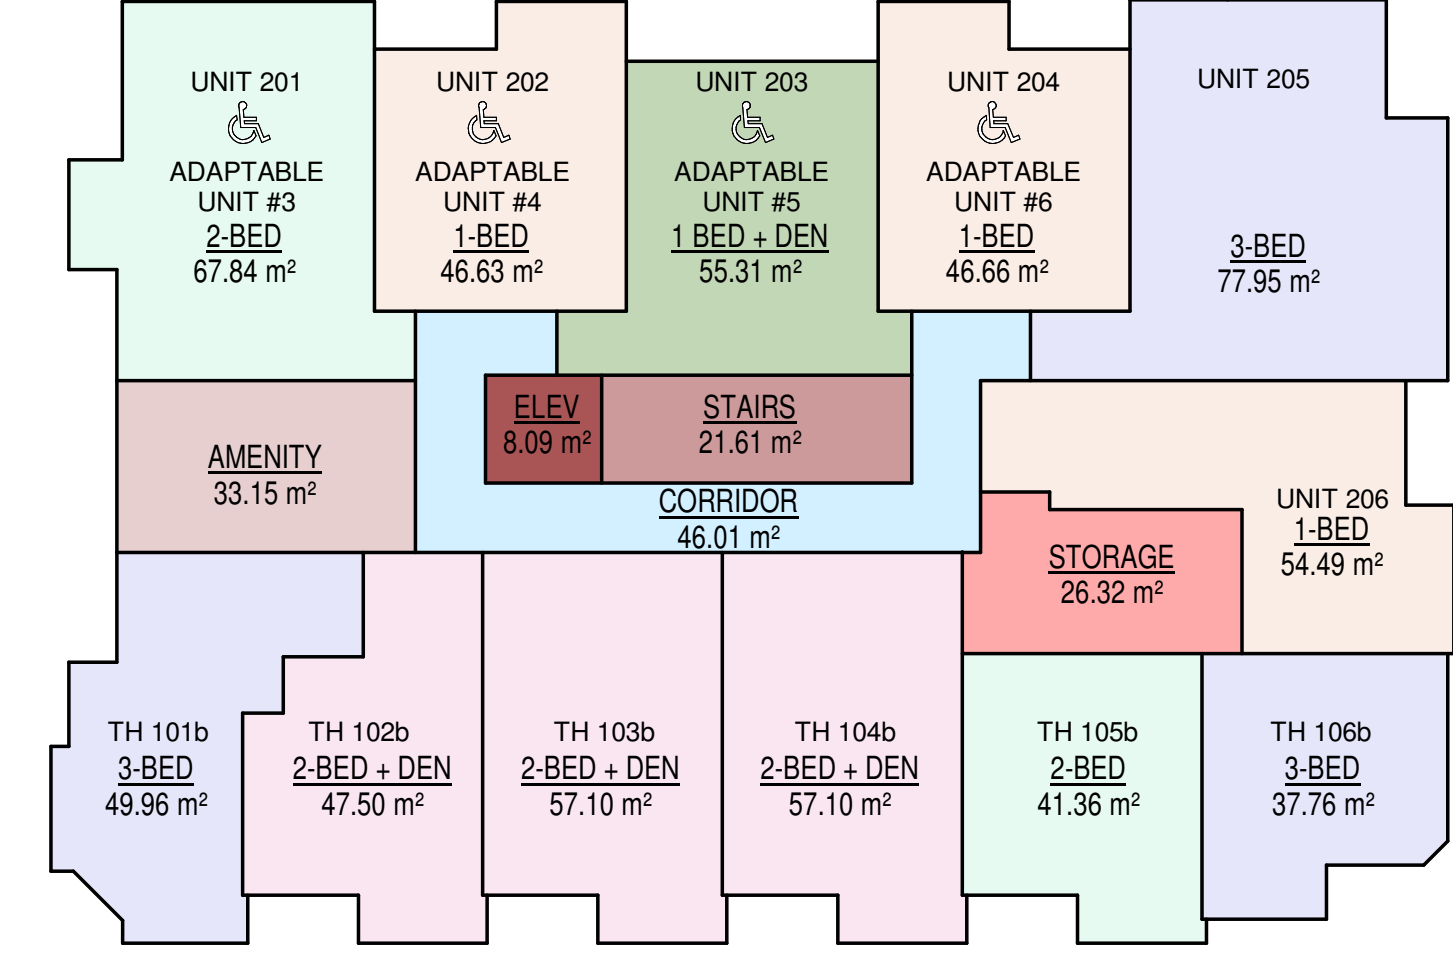 UNIT 201
ADAPTABLE
UNIT #3
2-BED
67.84 m²
UNIT 202
ADAPTABLE
UNIT #4
1-BED
46.63 m²
UNIT 203
ADAPTABLE
UNIT #5
1 BED + DEN
55.31 m²
UNIT 204
ADAPTABLE
UNIT #6
1-BED
46.66 m²
UNIT 205
3-BED
77.95 m²
AMENITY
33.15 m²
ELEV
8.09 m²
STAIRS
21.61 m²
CORRIDOR
46.01 m²
UNIT 206
1-BED
54.49 m²
STORAGE
26.32 m²
TH 101b
3-BED
49.96 m²
TH 102b
2-BED + DEN
47.50 m²
TH 103b
2-BED + DEN
57.10 m²
TH 104b
2-BED + DEN
57.10 m²
TH 105b
2-BED
41.36 m²
TH 106b
3-BED
37.76 m²